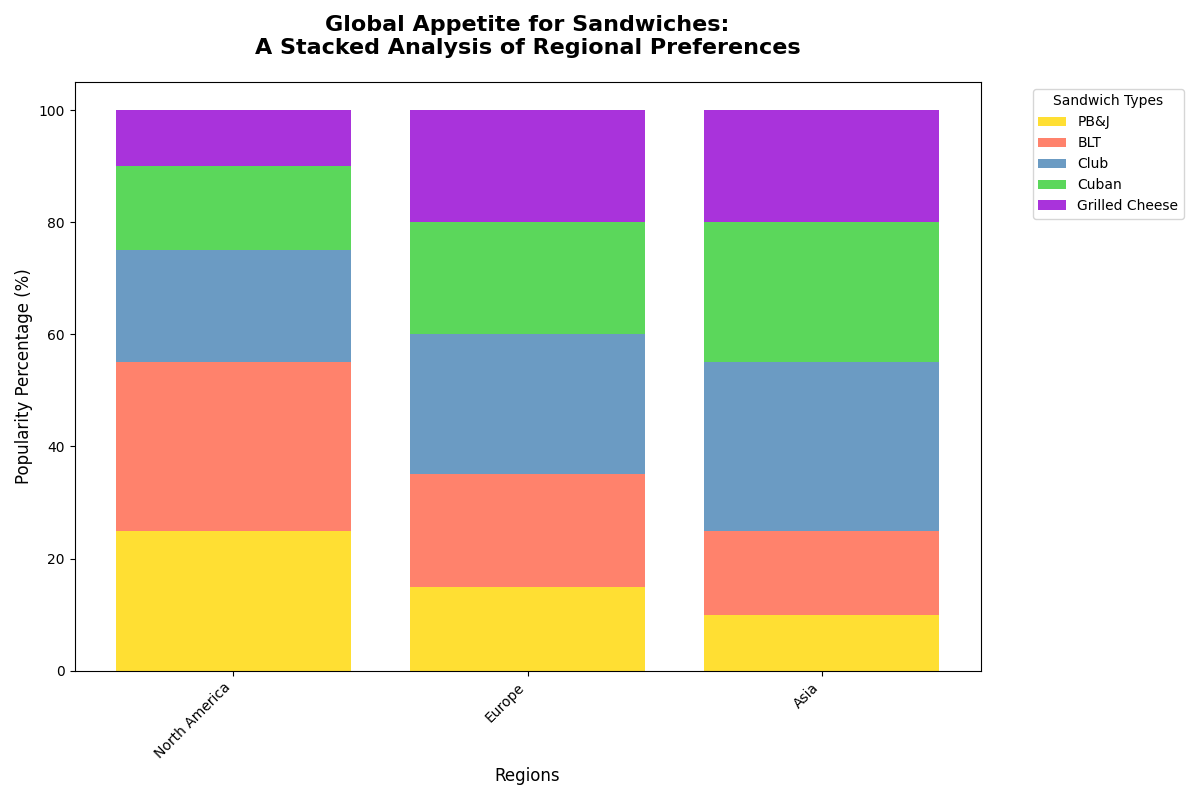 Global Appetite for Sandwiches:
A Stacked Analysis of Regional Preferences
Popularity Percentage (%)
100
80
60
40
20
0
North America
Europe
Asia
Regions
Sandwich Types
PB&J
BLT
Club
Cuban
Grilled Cheese